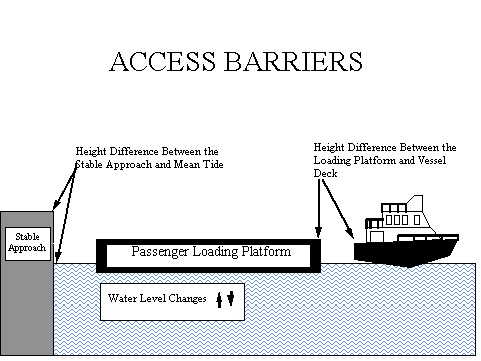 ACCESS BARRIERS
Height Difference Between the
Stable Approach and Mean Tide
Height Difference Between the
Loading Platform and Vessel
Deck
Stable
Approach
Passenger Loading Platform
Water Level Changes